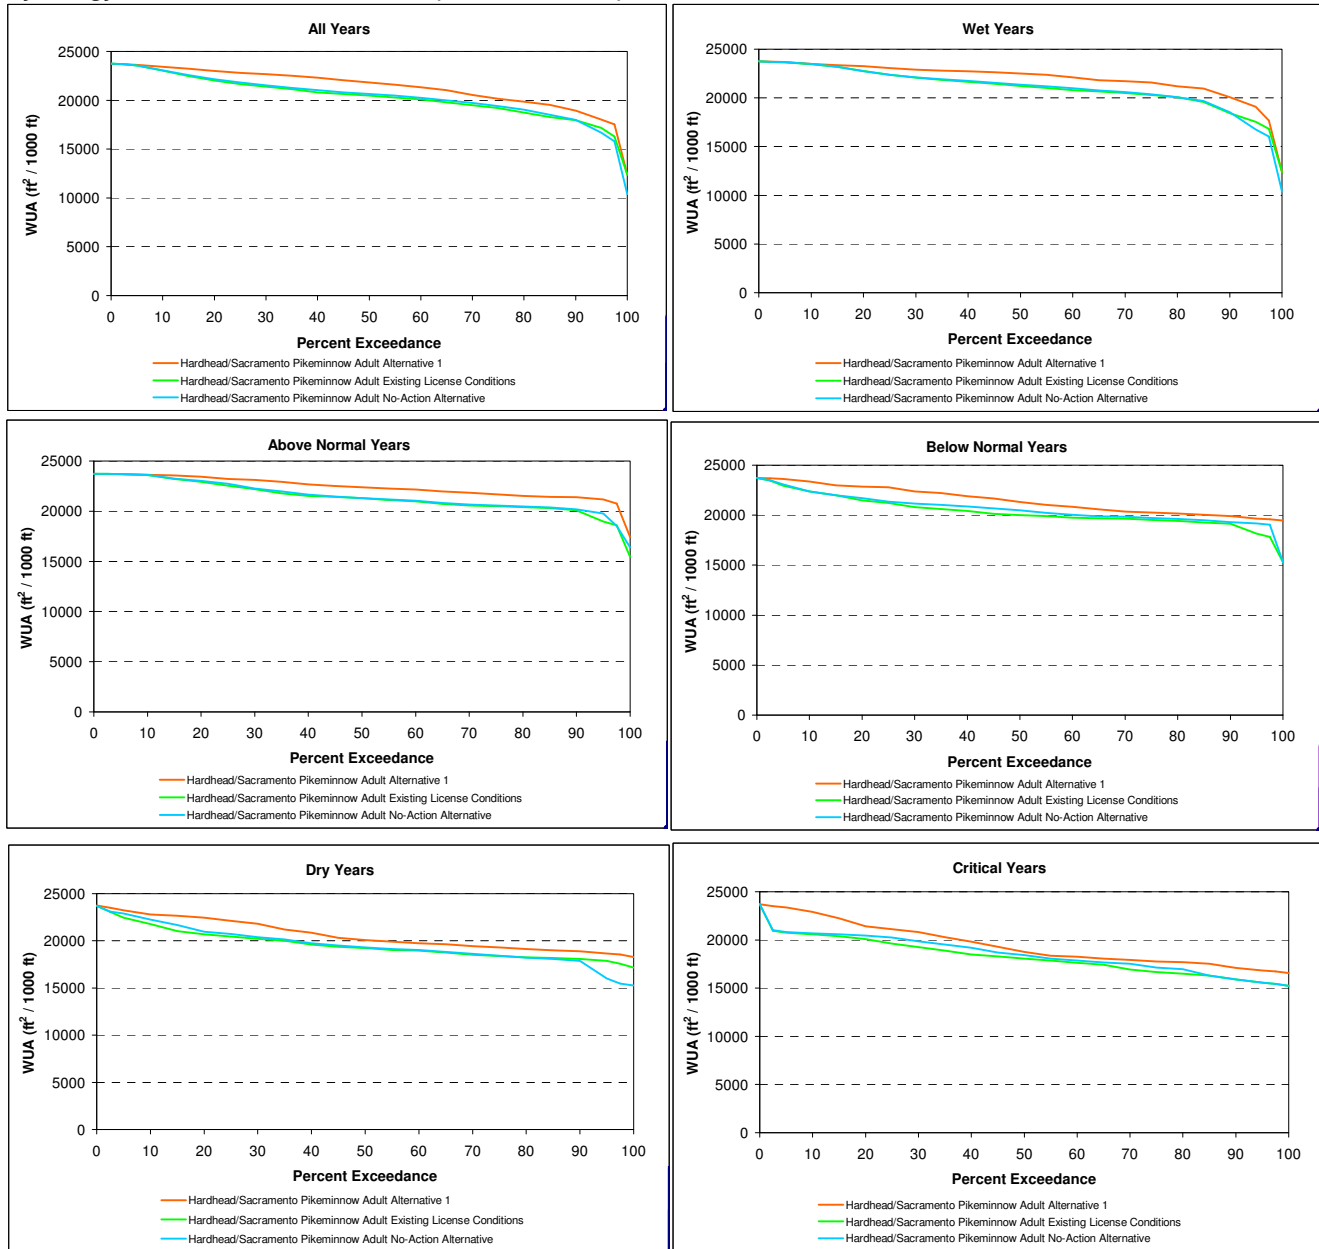 All Years
WUA (ft² / 1000 ft)
25000
20000
15000
10000
5000
0
0 10 20 30 40 50 60 70 80 90 100
Percent Exceedance
Hardhead/Sacramento Pikeminnow Adult Alternative 1
Hardhead/Sacramento Pikeminnow Adult Existing License Conditions
Hardhead/Sacramento Pikeminnow Adult No-Action Alternative
Wet Years
WUA (ft² / 1000 ft)
25000
20000
15000
10000
5000
0
0 10 20 30 40 50 60 70 80 90 100
Percent Exceedance
Hardhead/Sacramento Pikeminnow Adult Alternative 1
Hardhead/Sacramento Pikeminnow Adult Existing License Conditions
Hardhead/Sacramento Pikeminnow Adult No-Action Alternative
Above Normal Years
WUA (ft² / 1000 ft)
25000
20000
15000
10000
5000
0
0 10 20 30 40 50 60 70 80 90 100
Percent Exceedance
Hardhead/Sacramento Pikeminnow Adult Alternative 1
Hardhead/Sacramento Pikeminnow Adult Existing License Conditions
Hardhead/Sacramento Pikeminnow Adult No-Action Alternative
Below Normal Years
WUA (ft² / 1000 ft)
25000
20000
15000
10000
5000
0
0 10 20 30 40 50 60 70 80 90 100
Percent Exceedance
Hardhead/Sacramento Pikeminnow Adult Alternative 1
Hardhead/Sacramento Pikeminnow Adult Existing License Conditions
Hardhead/Sacramento Pikeminnow Adult No-Action Alternative
Dry Years
WUA (ft² / 1000 ft)
25000
20000
15000
10000
5000
0
0 10 20 30 40 50 60 70 80 90 100
Percent Exceedance
Hardhead/Sacramento Pikeminnow Adult Alternative 1
Hardhead/Sacramento Pikeminnow Adult Existing License Conditions
Hardhead/Sacramento Pikeminnow Adult No-Action Alternative
Critical Years
WUA (ft² / 1000 ft)
25000
20000
15000
10000
5000
0
0 10 20 30 40 50 60 70 80 90 100
Percent Exceedance
Hardhead/Sacramento Pikeminnow Adult Alternative 1
Hardhead/Sacramento Pikeminnow Adult Existing License Conditions
Hardhead/Sacramento Pikeminnow Adult No-Action Alternative